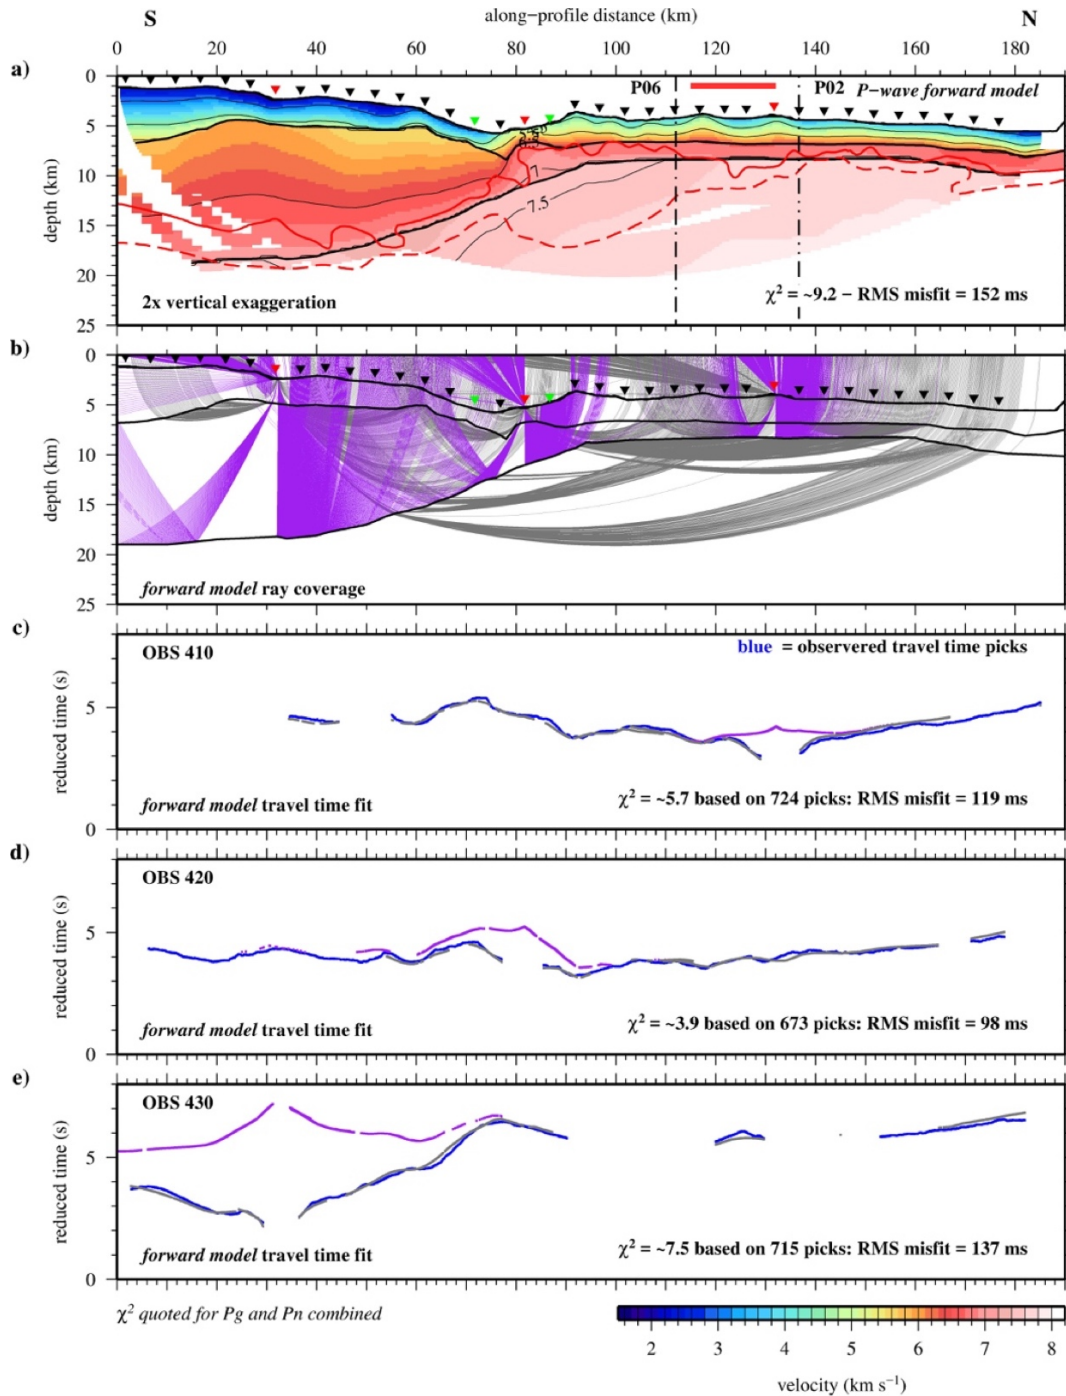 S along−profile distance (km) N
0 20 40 60 80 100 120 140 160 180
a)
0
5
10
15
20
25
depth (km)
P06 P02 P-wave forward model
7
7.5
2x vertical exaggeration
χ² = ~9.2 − RMS misfit = 152 ms
b)
0
5
10
15
20
25
depth (km)
forward model ray coverage
c)
OBS 410
blue = observered travel time picks
5
0
reduced time (s)
forward model travel time fit
χ² = ~5.7 based on 724 picks: RMS misfit = 119 ms
d)
OBS 420
5
0
reduced time (s)
forward model travel time fit
χ² = ~3.9 based on 673 picks: RMS misfit = 98 ms
e)
OBS 430
5
0
reduced time (s)
forward model travel time fit
χ² = ~7.5 based on 715 picks: RMS misfit = 137 ms
χ² quoted for Pg and Pn combined
2 3 4 5 6 7 8
velocity (km s⁻¹)